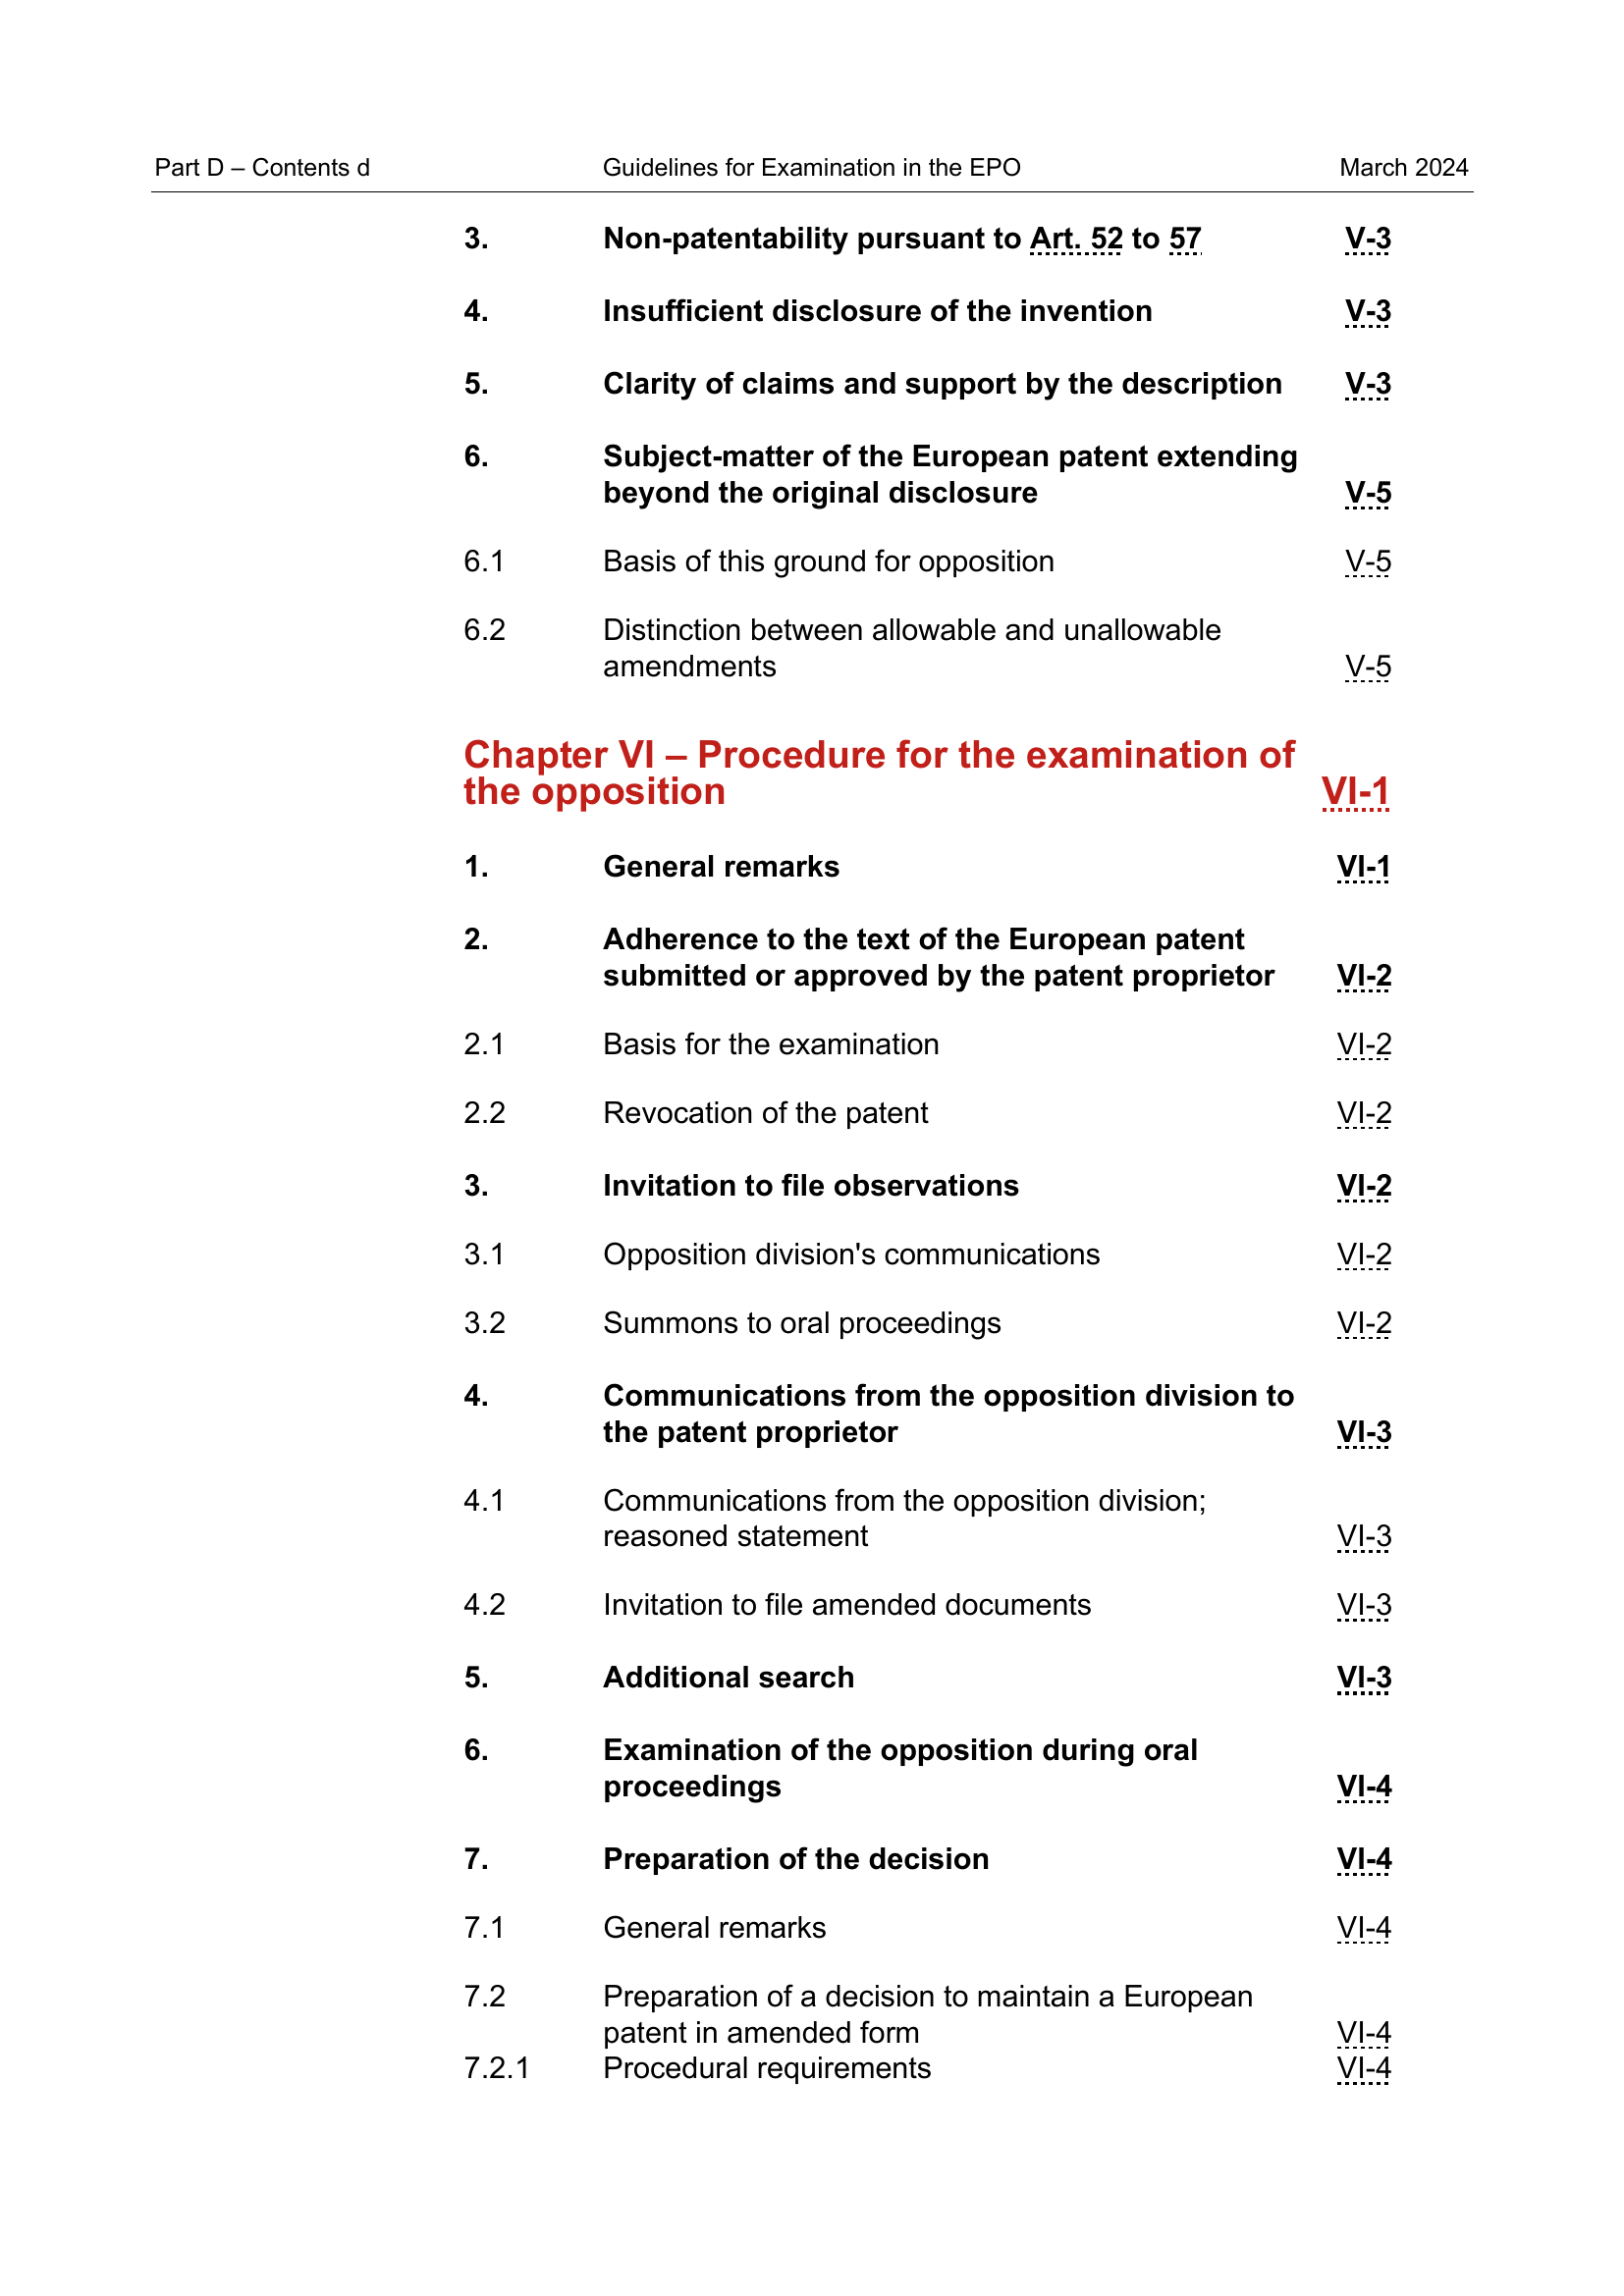 Part D – Contents d Guidelines for Examination in the EPO March 2024
3. Non-patentability pursuant to Art. 52 to 57 V-3
4. Insufficient disclosure of the invention V-3
5. Clarity of claims and support by the description V-3
6. Subject-matter of the European patent extending
beyond the original disclosure V-5
6.1 Basis of this ground for opposition V-5
6.2 Distinction between allowable and unallowable
amendments V-5
Chapter VI – Procedure for the examination of
the opposition VI-1
1. General remarks VI-1
2. Adherence to the text of the European patent
submitted or approved by the patent proprietor VI-2
2.1 Basis for the examination VI-2
2.2 Revocation of the patent VI-2
3. Invitation to file observations VI-2
3.1 Opposition division's communications VI-2
3.2 Summons to oral proceedings VI-2
4. Communications from the opposition division to
the patent proprietor VI-3
4.1 Communications from the opposition division;
reasoned statement VI-3
4.2 Invitation to file amended documents VI-3
5. Additional search VI-3
6. Examination of the opposition during oral
proceedings VI-4
7. Preparation of the decision VI-4
7.1 General remarks VI-4
7.2 Preparation of a decision to maintain a European
patent in amended form VI-4
7.2.1 Procedural requirements VI-4